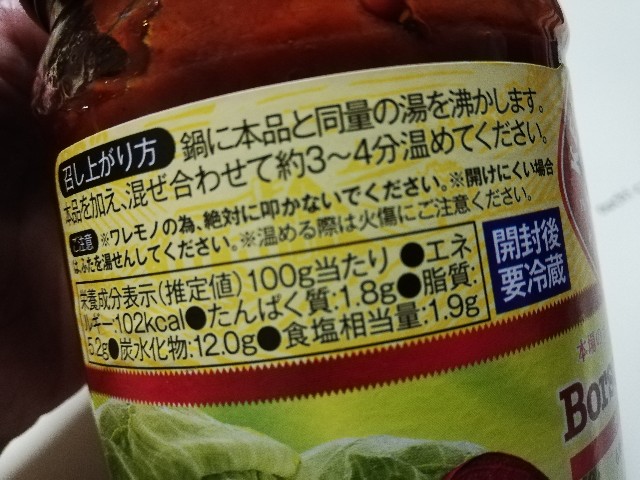 召し上がり方
鍋に本品と同量の湯を沸かします。
本品を加え、混ぜ合わせて約3~4分温めてください。
ご注意 ※ワレモノの為、絶対に叩かないでください。※開けにくい場合
は、ふたを湯せんしてください。※温める際は火傷にご注意ください。
栄養成分表示(推定値)100g当たり ●エネ
ルギー:102kcal●たんぱく質:1.8g●脂質:
5.2g●炭水化物:12.0g●食塩相当量:1.9g
開封後
要冷蔵
本場の
Bors